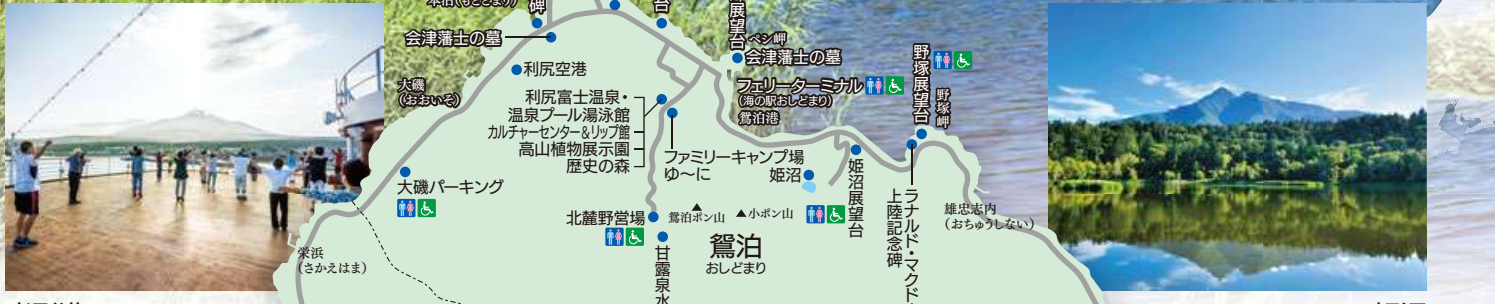 碑
台
展望台
会津藩士の墓
ペシ岬
会津藩士の墓
利尻空港
大磯
（おおいそ）
フェリーターミナル
（海の駅おしどまり）
鴛泊港
野塚展望台
野塚岬
利尻富士温泉・
温泉プール湯泳館
カルチャーセンター&リップ館
高山植物展示園
歴史の森
ファミリーキャンプ場
ゆ～に
姫沼
姫沼展望台
大磯パーキング
北麓野営場
鴛泊ポン山
小ポン山
鴛泊
おしどまり
甘露泉水
ラナルド・マクド
上陸記念碑
雄忠志内
（おちゅうしない）
栄浜
（さかえはま）